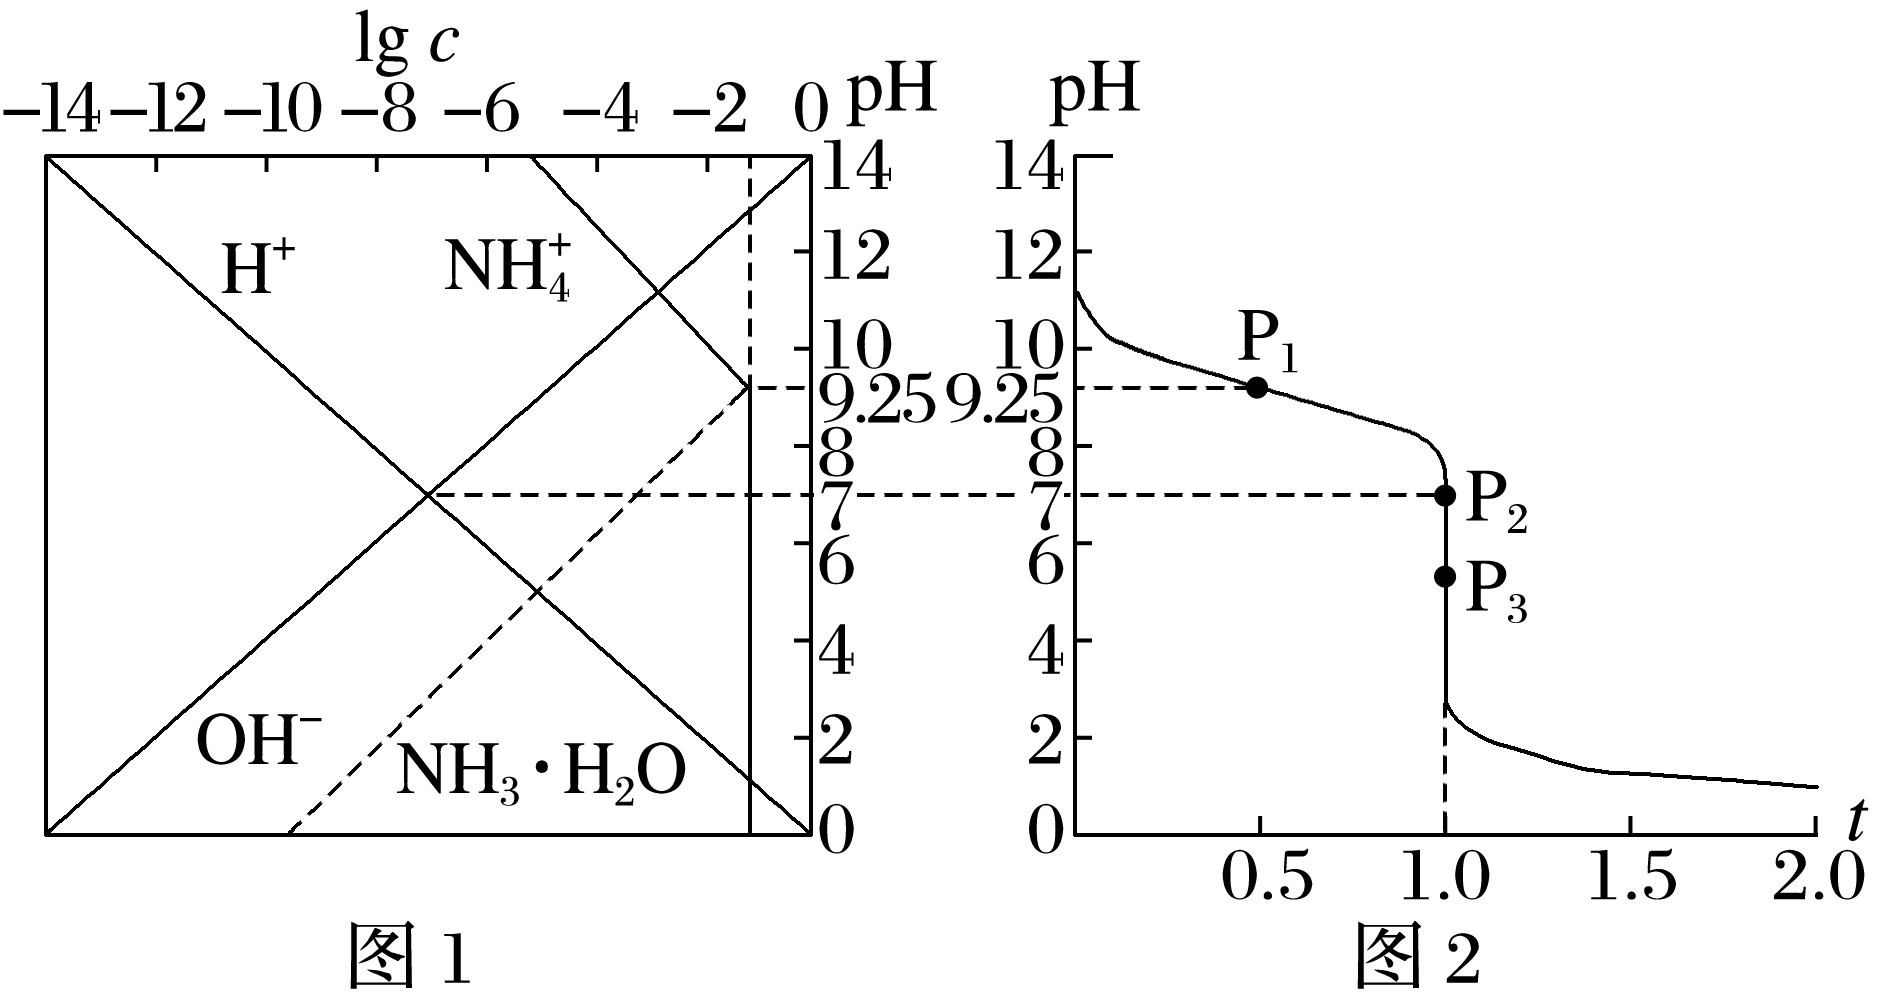 lg c
−14 −12 −10 −8 −6 −4 −2 0 pH
14
12
10
9.25
8
7
6
4
2
0
H⁺
NH₄⁺
OH⁻
NH₃·H₂O
图 1
pH
14
12
10
9.25
8
7
6
4
2
0
P₁
P₂
P₃
t
0.5 1.0 1.5 2.0
图 2